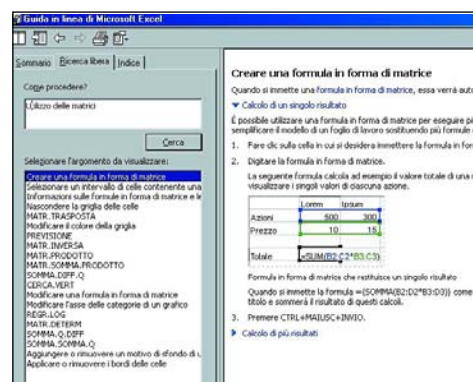 Guida in linea di Microsoft Excel
Sommario Ricerca libera Indice
Come procedere?
Utilizzo delle matrici
Cerca
Selezionare l'argomento da visualizzare:
Creare una formula in forma di matrice
Selezionare un intervallo di celle contenente una
Informazioni sulle formule in forma di matrice e
Nascondere la griglia delle celle
MATR.TRASPOSTA
Modificare il colore della griglia
PREVISIONE
MATR.INVERSA
MATR.PRODOTTO
MATR.SOMMA.PRODOTTO
SOMMA.DIFF.Q
CERCA.VERT
Modificare una formula in forma di matrice
Modificare l'asse delle categorie di un grafico
REGR.LOG
MATR.DETERM
SOMMA.Q.DIFF
SOMMA.SOMMA.Q
Aggiungere o rimuovere un motivo di sfondo di
Applicare o rimuovere i bordi delle celle
Creare una formula in forma di matrice
Quando si immette una formula in forma di matrice, essa verrà
Calcolo di un singolo risultato
È possibile utilizzare una formula in forma di matrice per eseguire
semplificare il modello di un foglio di lavoro sostituendo più formule
1. Fare clic sulla cella in cui si desidera immettere la formula in
2. Digitare la formula in forma di matrice.
La seguente formula calcola ad esempio il valore totale di una
visualizzare i singoli valori di ciascuna azione.
Lorem Ipsum
Azioni 500 300
Prezzo 10 15
Totale =SUM(B2:C2*B3:C3)
Formula in forma di matrice che restituisce un singolo risultato
Quando si immette la formula ={SOMMA(B2:D2*B3:D3)} come
titolo e sommerà il risultato di questi calcoli.
3. Premere CTRL+MAIUSC+INVIO.
Calcolo di più risultati